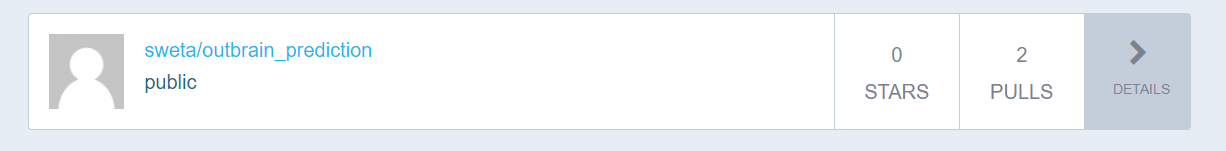 sweta/outbrain_prediction
public
0
STARS
2
PULLS
DETAILS